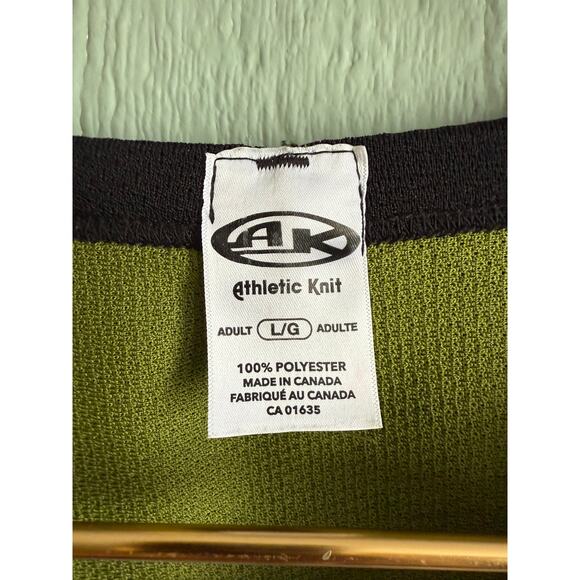 AK
Athletic Knit
ADULT L/G ADULTE
100% POLYESTER
MADE IN CANADA
FABRIQUÉ AU CANADA
CA 01635